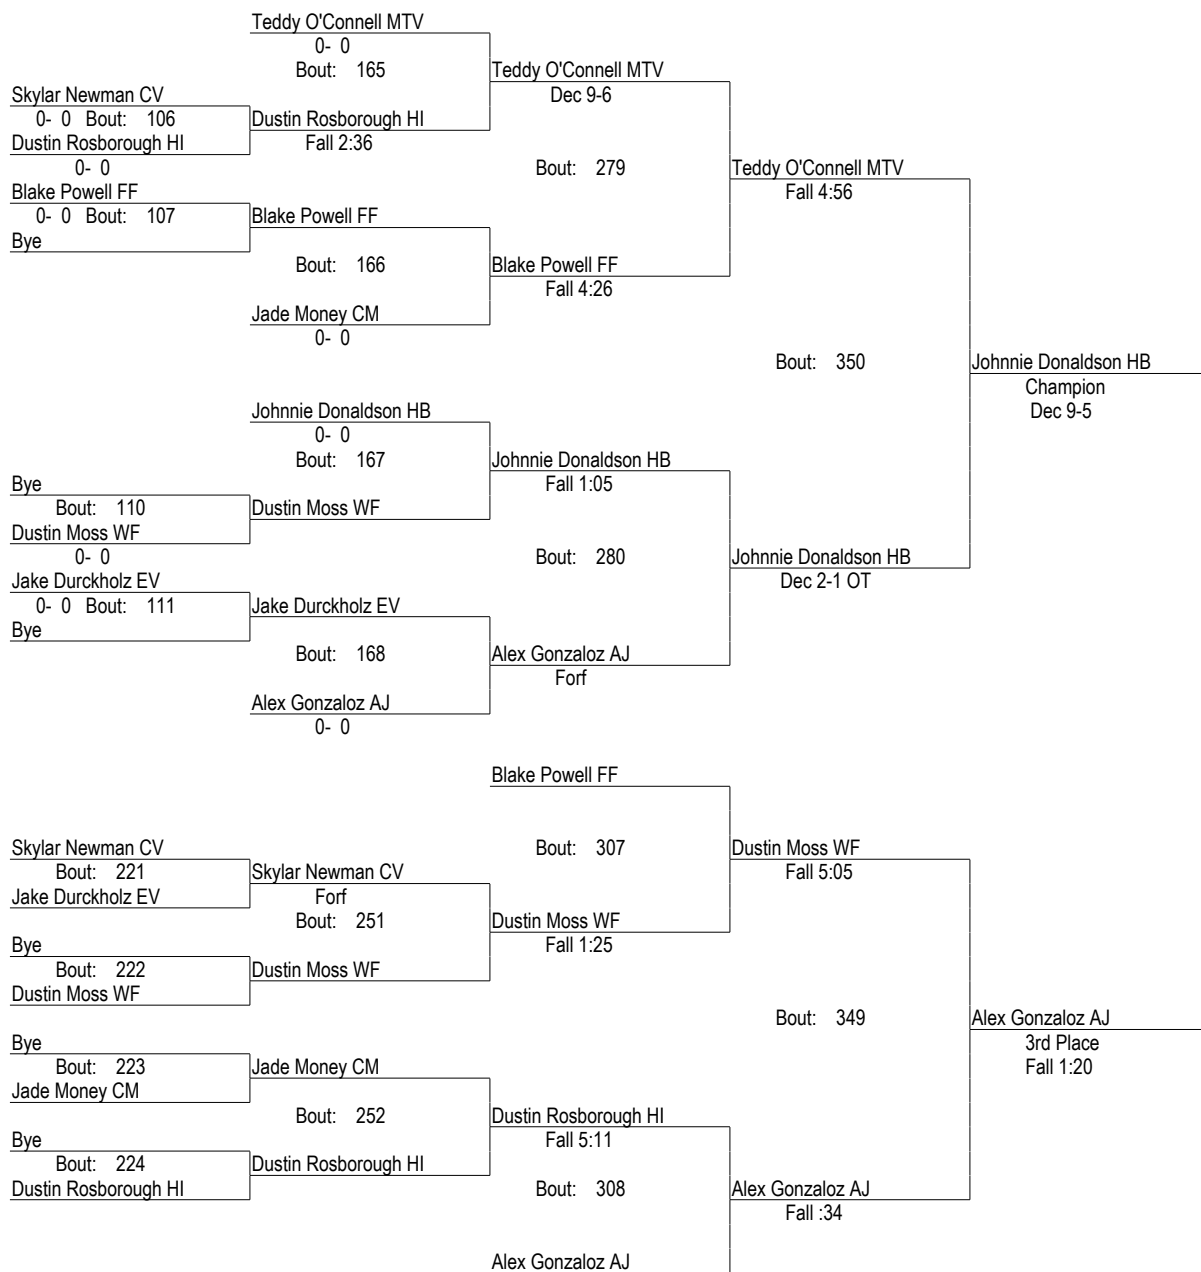 Teddy O'Connell MTV
0- 0
Bout: 165
Teddy O'Connell MTV
Skylar Newman CV
Dec 9-6
0- 0 Bout: 106
Dustin Rosborough HI
Dustin Rosborough HI
Fall 2:36
0- 0
Bout: 279
Teddy O'Connell MTV
Blake Powell FF
Fall 4:56
0- 0 Bout: 107
Blake Powell FF
Bye
Bout: 166
Blake Powell FF
Fall 4:26
Jade Money CM
0- 0
Bout: 350
Johnnie Donaldson HB
Champion
Dec 9-5
Johnnie Donaldson HB
0- 0
Bout: 167
Johnnie Donaldson HB
Bye
Fall 1:05
Bout: 110
Dustin Moss WF
Dustin Moss WF
0- 0
Bout: 280
Johnnie Donaldson HB
Jake Durckholz EV
Dec 2-1 OT
0- 0 Bout: 111
Jake Durckholz EV
Bye
Bout: 168
Alex Gonzaloz AJ
Forf
Alex Gonzaloz AJ
0- 0
Blake Powell FF
Skylar Newman CV
Bout: 307
Dustin Moss WF
Bout: 221
Skylar Newman CV
Fall 5:05
Jake Durckholz EV
Forf
Bout: 251
Dustin Moss WF
Bye
Fall 1:25
Bout: 222
Dustin Moss WF
Dustin Moss WF
Bout: 349
Alex Gonzaloz AJ
Bye
3rd Place
Bout: 223
Jade Money CM
Fall 1:20
Jade Money CM
Bout: 252
Dustin Rosborough HI
Bye
Fall 5:11
Bout: 224
Dustin Rosborough HI
Dustin Rosborough HI
Bout: 308
Alex Gonzaloz AJ
Fall :34
Alex Gonzaloz AJ